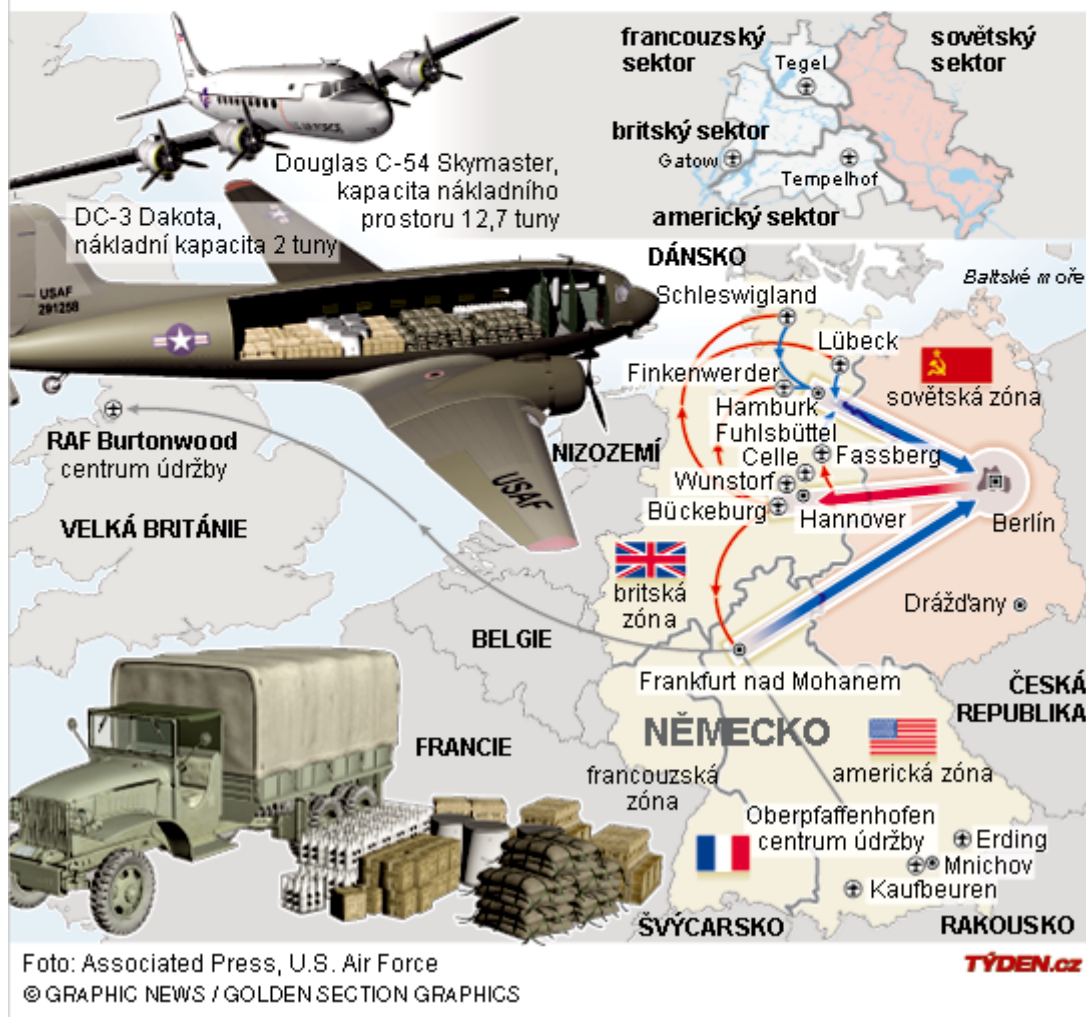 francouzský
sektor
sovětský
sektor
Tegel
britský sektor
Gatow
Tempelhof
americký sektor
Douglas C-54 Skymaster,
kapacita nákladního
prostoru 12,7 tuny
DC-3 Dakota,
nákladní kapacita 2 tuny
U.S. AIR FORCE
USAF
291258
USAF
DÁNSKO
Baltské moře
Schleswigland
Lübeck
Finkenwerder
sovětská zóna
Hamburk
Fuhlsbüttel
RAF Burtonwood
centrum údržby
NIZOZEMÍ
Celle
Fassberg
Wunstorf
Bückeburg
Hannover
Berlín
VELKÁ BRITÁNIE
britská
zóna
Drážďany
BELGIE
Frankfurt nad Mohanem
ČESKÁ
REPUBLIKA
NĚMECKO
FRANCIE
francouzská
zóna
americká zóna
Oberpfaffenhofen
centrum údržby
Erding
Mnichov
Kaufbeuren
ŠVÝCARSKO
RAKOUSKO
Foto: Associated Press, U.S. Air Force
TÝDEN.cz
© GRAPHIC NEWS / GOLDEN SECTION GRAPHICS